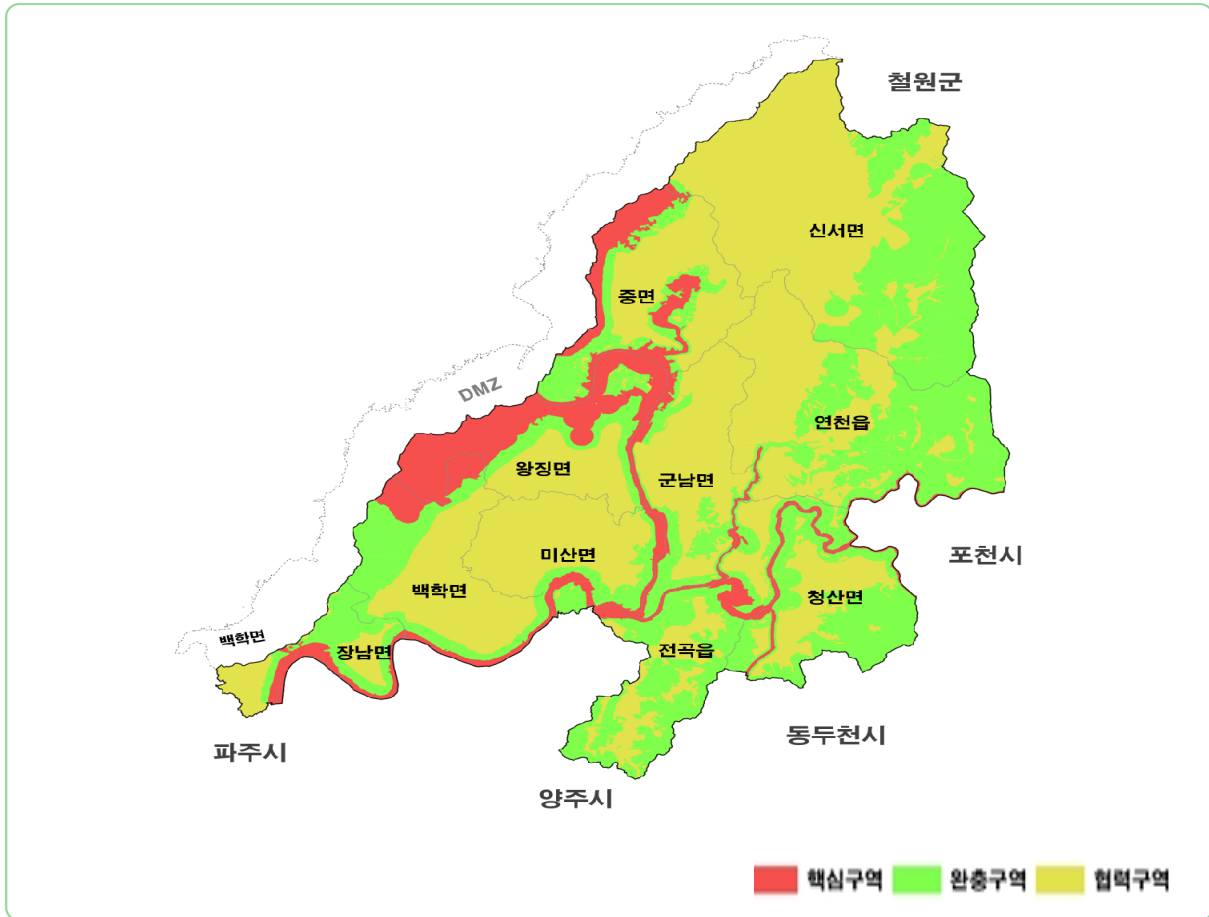 철원군
신서면
중면
DMZ
연천읍
왕징면
군남면
미산면
포천시
백학면
청산면
백학면
장남면
전곡읍
동두천시
파주시
양주시
핵심구역 완충구역 협력구역